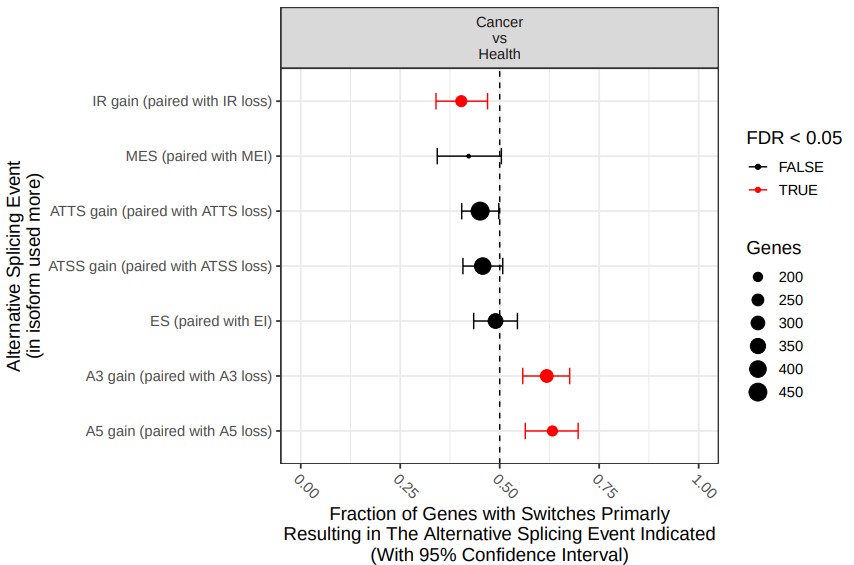 Cancer
vs
Health
Alternative Splicing Event
(in isoform used more)
IR gain (paired with IR loss)
MES (paired with MEI)
ATTS gain (paired with ATTS loss)
ATSS gain (paired with ATSS loss)
ES (paired with EI)
A3 gain (paired with A3 loss)
A5 gain (paired with A5 loss)
0.00
0.25
0.50
0.75
1.00
Fraction of Genes with Switches Primarly
Resulting in The Alternative Splicing Event Indicated
(With 95% Confidence Interval)
FDR < 0.05
FALSE
TRUE
Genes
200
250
300
350
400
450